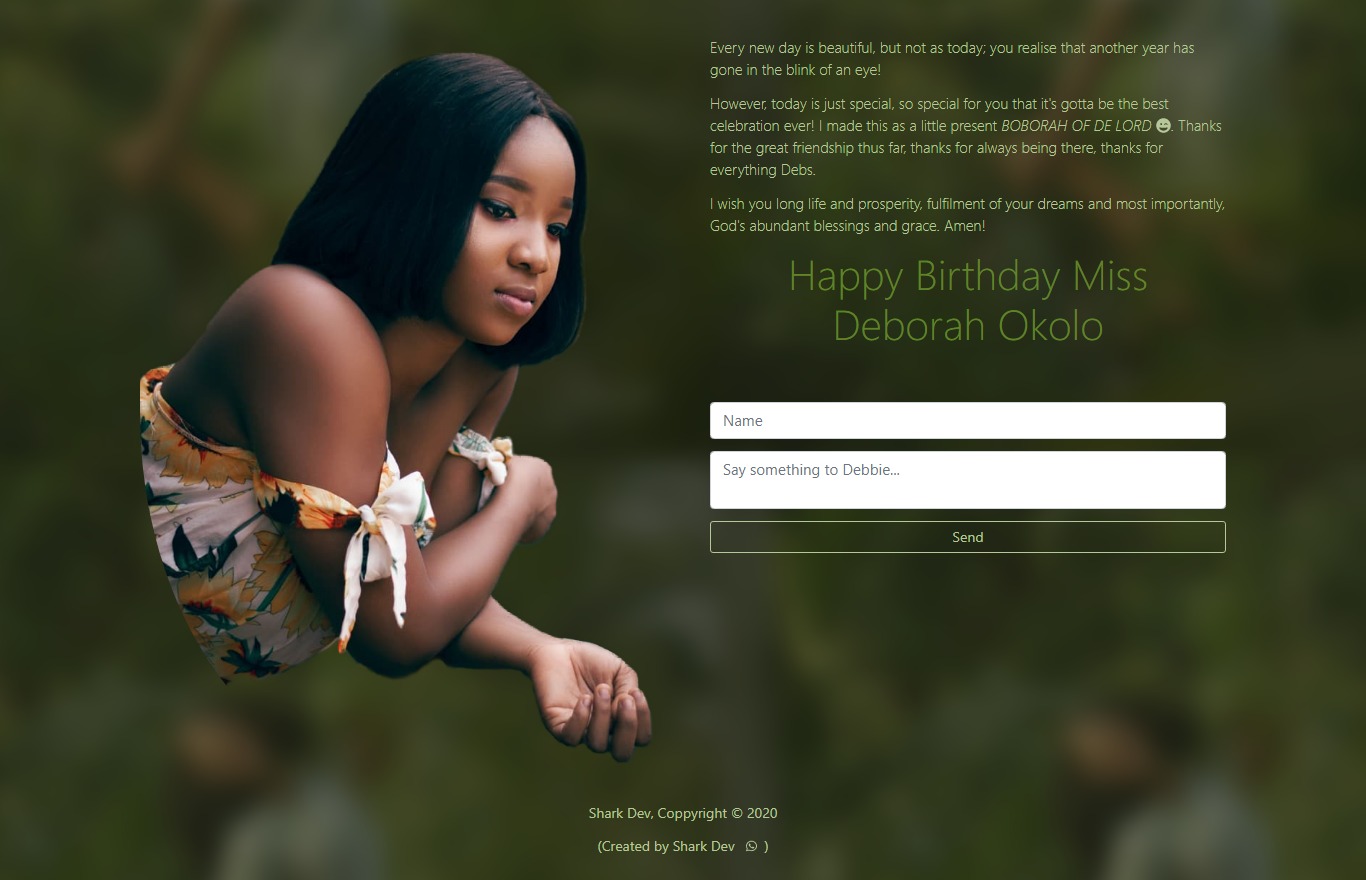 Every new day is beautiful, but not as today; you realise that another year has
gone in the blink of an eye!
However, today is just special, so special for you that it's gotta be the best
celebration ever! I made this as a little present BOBORAH OF DE LORD 😄. Thanks
for the great friendship thus far, thanks for always being there, thanks for
everything Debs.
I wish you long life and prosperity, fulfilment of your dreams and most importantly,
God's abundant blessings and grace. Amen!
Happy Birthday Miss
Deborah Okolo
Name
Say something to Debbie...
Send
Shark Dev, Coppyright © 2020
(Created by Shark Dev )